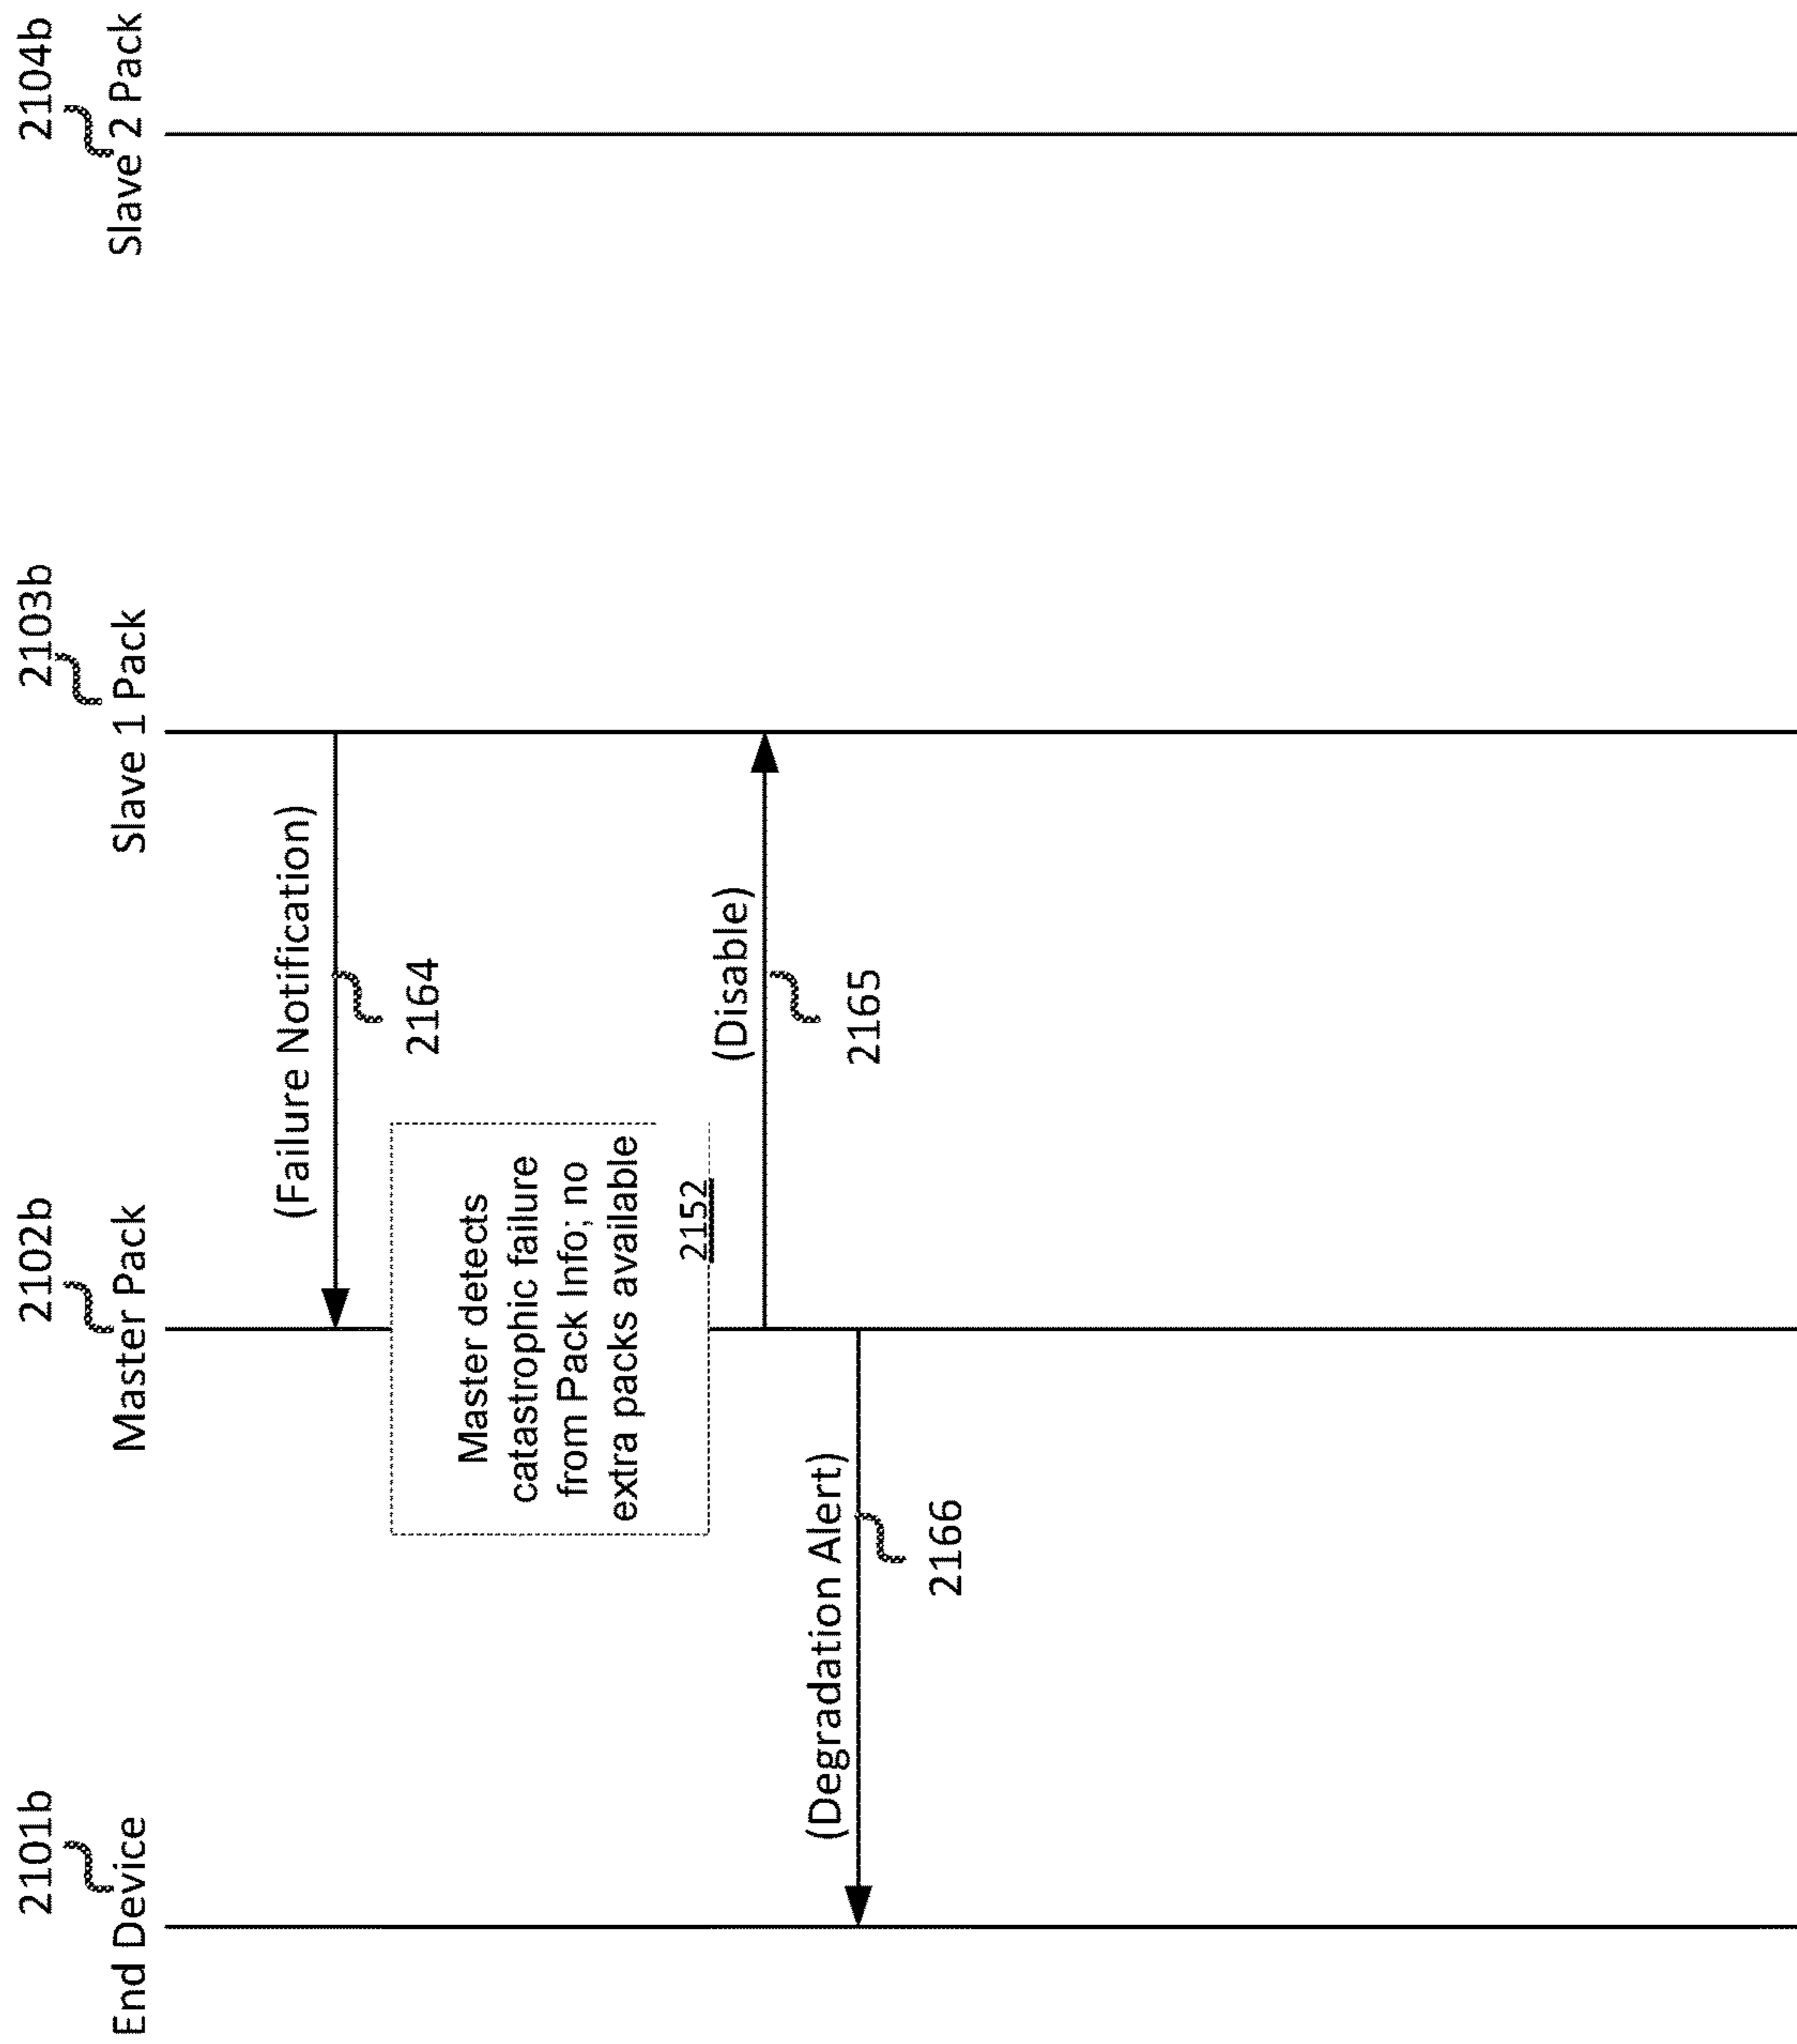 2101b
End Device
2102b
Master Pack
2103b
Slave 1 Pack
2104b
Slave 2 Pack
(Failure Notification)
2164
Master detects
catastrophic failure
from Pack Info; no
extra packs available
2152
(Disable)
2165
(Degradation Alert)
2166